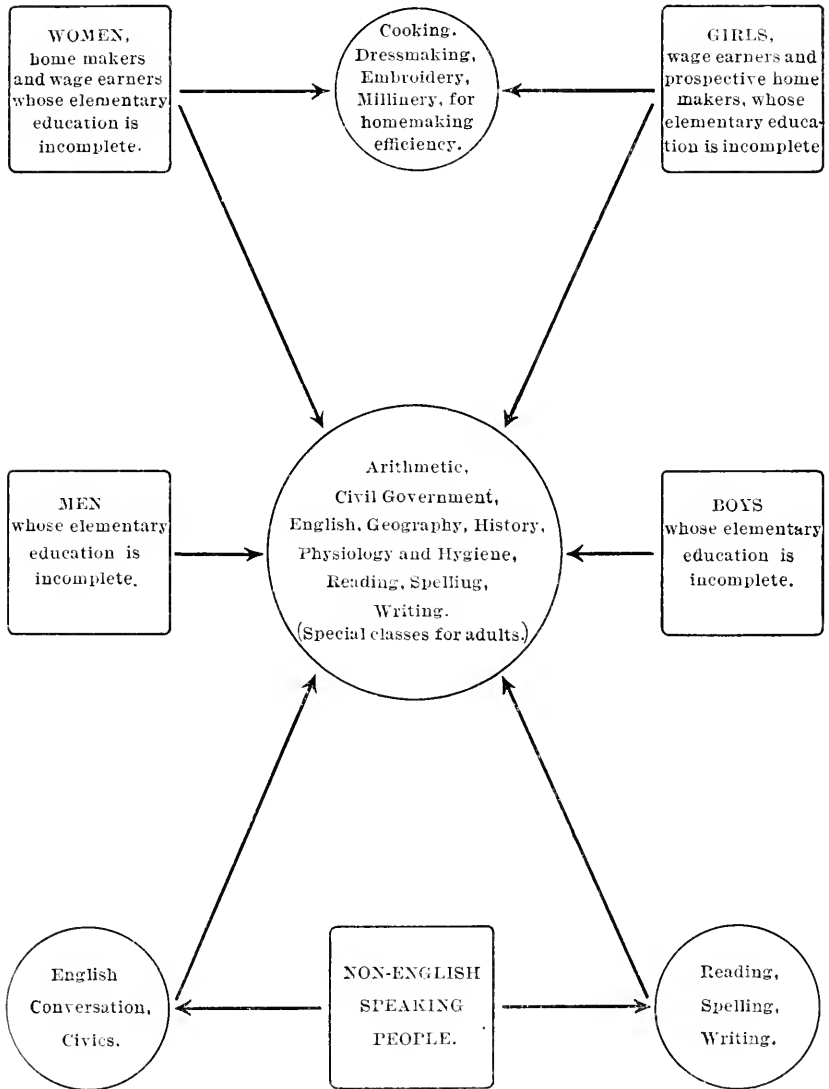 WOMEN,
home makers
and wage earners
whose elementary
education is
incomplete.
Cooking.
Dressmaking,
Embroidery,
Millinery, for
homemaking
efficiency.
GIRLS,
wage earners and
prospective home
makers, whose
elementary educa-
tion is incomplete
MEN
whose elementary
education is
incomplete.
Arithmetic,
Civil Government,
English, Geography, History,
Physiology and Hygiene,
Reading, Spelliug,
Writing.
(Special classes for adults.)
BOYS
whose elementary
education is
incomplete.
English
Conversation,
Civics.
NON-ENGLISH
SPEAKING
PEOPLE.
Reading,
Spelling,
Writing.